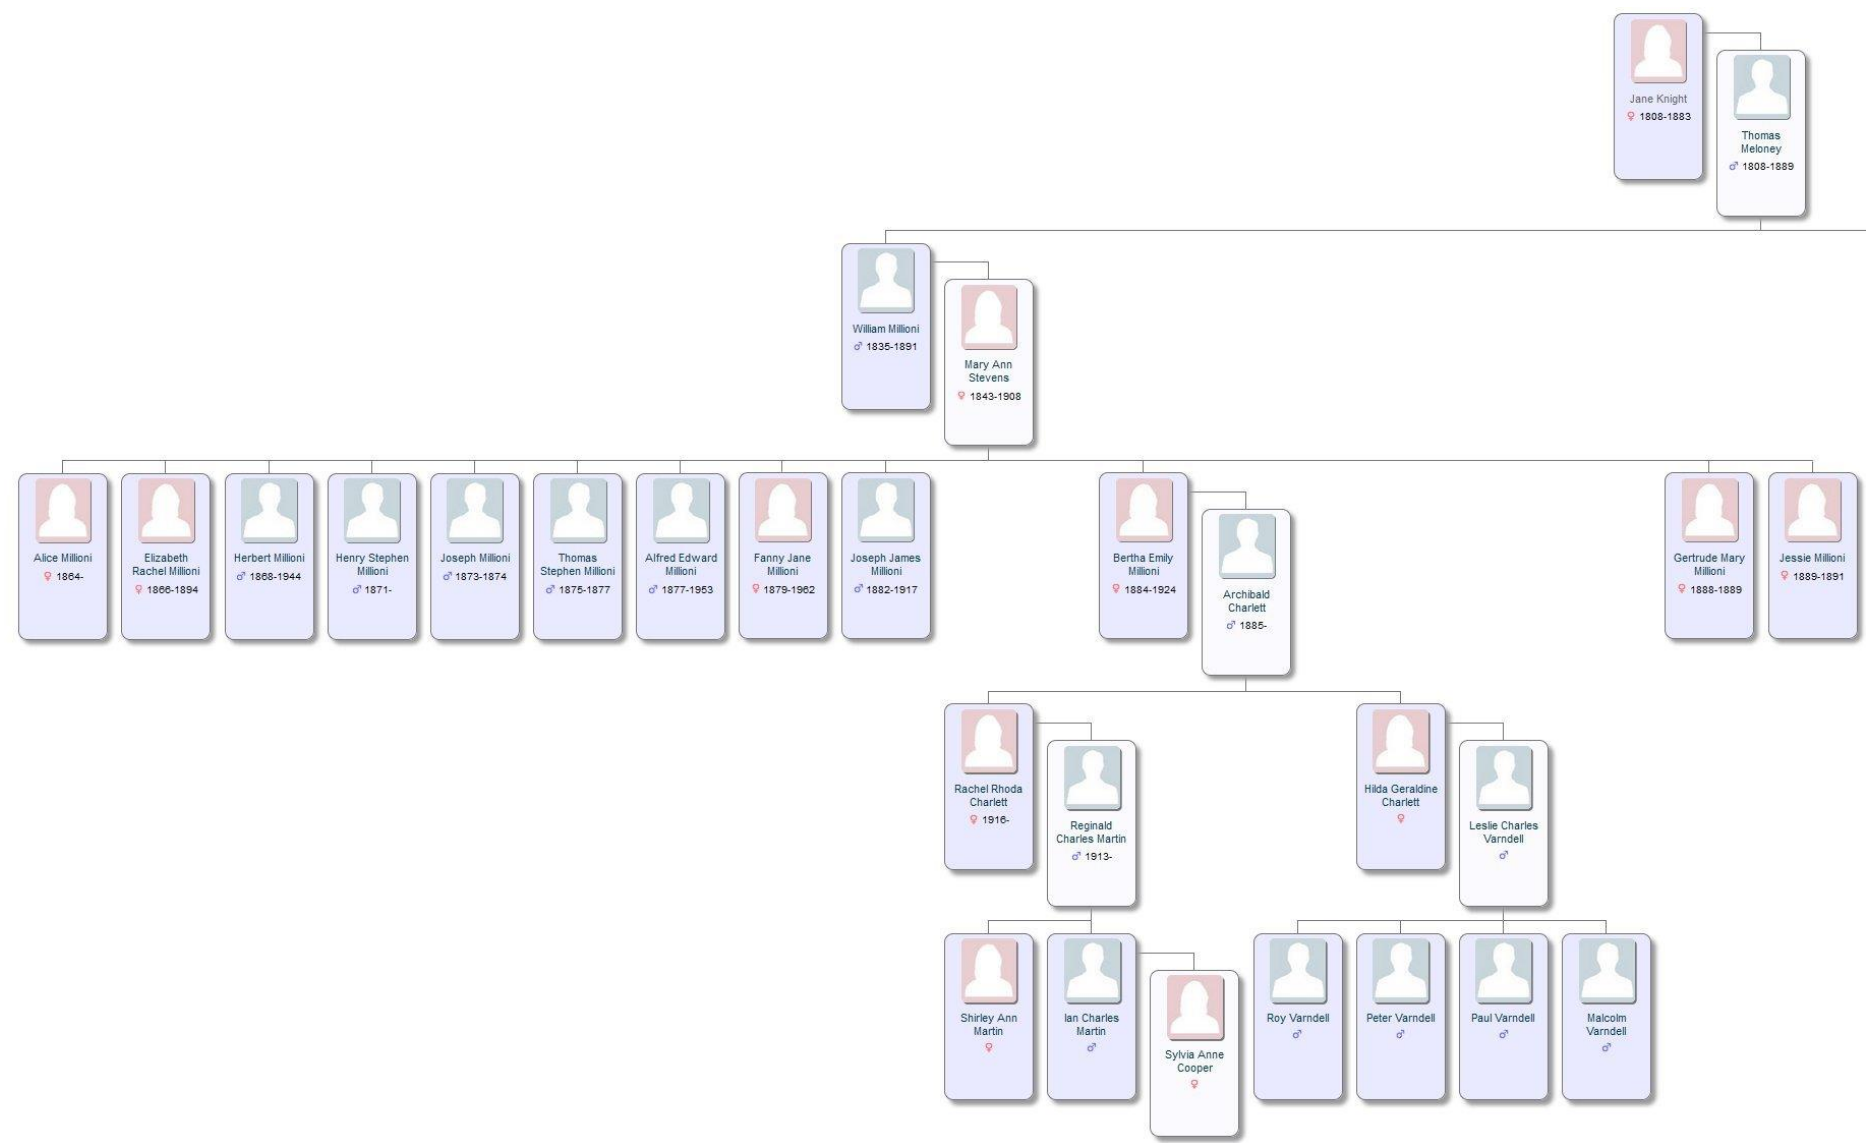 Jane Knight
♀ 1808-1883
Thomas
Meloney
♂ 1808-1889
William Millioni
♂ 1835-1891
Mary Ann
Stevens
♀ 1843-1908
Alice Millioni
♀ 1864-
Elizabeth
Rachel Millioni
♀ 1866-1894
Herbert Millioni
♂ 1868-1944
Henry Stephen
Millioni
♂ 1871-
Joseph Millioni
♂ 1873-1874
Thomas
Stephen Millioni
♂ 1875-1877
Alfred Edward
Millioni
♂ 1877-1953
Fanny Jane
Millioni
♀ 1879-1962
Joseph James
Millioni
♂ 1882-1917
Bertha Emily
Millioni
♀ 1884-1924
Archibald
Charlett
♂ 1885-
Gertrude Mary
Millioni
♀ 1888-1889
Jessie Millioni
♀ 1889-1891
Rachel Rhoda
Charlett
♀ 1916-
Reginald
Charles Martin
♂ 1913-
Hilda Geraldine
Charlett
♀
Leslie Charles
Varndell
♂
Shirley Ann
Martin
♀
Ian Charles
Martin
♂
Sylvia Anne
Cooper
♀
Roy Varndell
♂
Peter Varndell
♂
Paul Varndell
♂
Malcolm
Varndell
♂